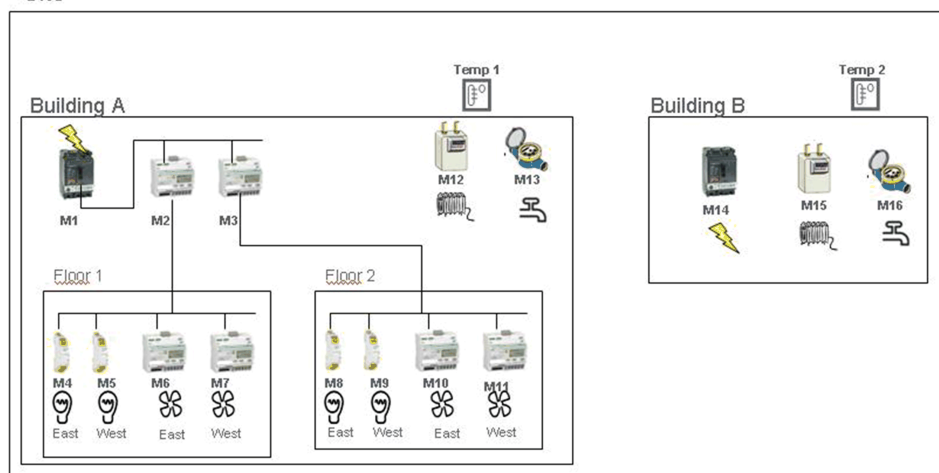 Temp 1
Temp 2
Building A
Building B
M12
M13
M1
M2
M3
M14
M15
M16
Floor 1
Floor 2
M4
M5
M6
M7
M8
M9
M10
M11
East
West
East
West
East
West
East
West